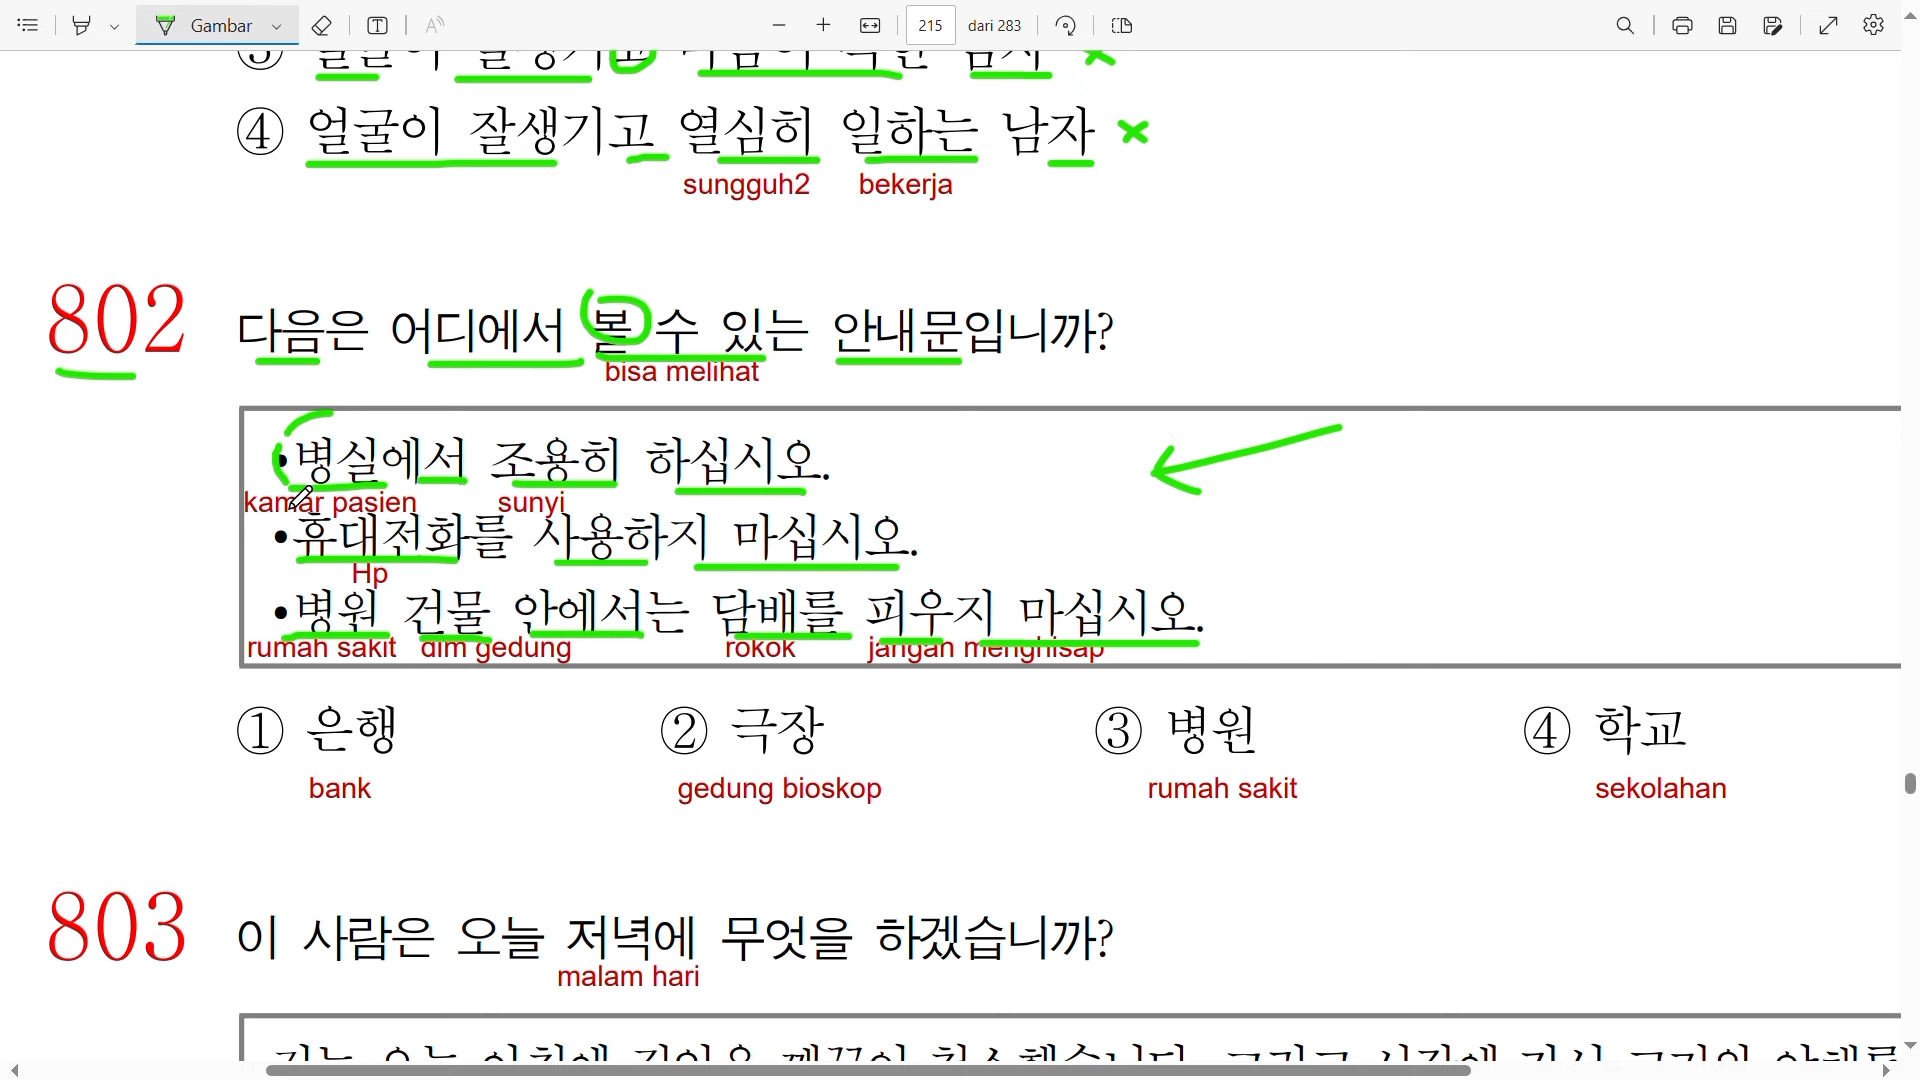 Gambar
215 dari 283
④ 얼굴이 잘생기고 열심히 일하는 남자
sungguh2 bekerja
802 다음은 어디에서 볼 수 있는 안내문입니까?
bisa melihat
•병실에서 조용히 하십시오.
kamar pasien sunyi
•휴대전화를 사용하지 마십시오.
Hp
•병원 건물 안에서는 담배를 피우지 마십시오.
rumah sakit dlm gedung rokok jangan menghisap
① 은행 ② 극장 ③ 병원 ④ 학교
bank gedung bioskop rumah sakit sekolahan
803 이 사람은 오늘 저녁에 무엇을 하겠습니까?
malam hari